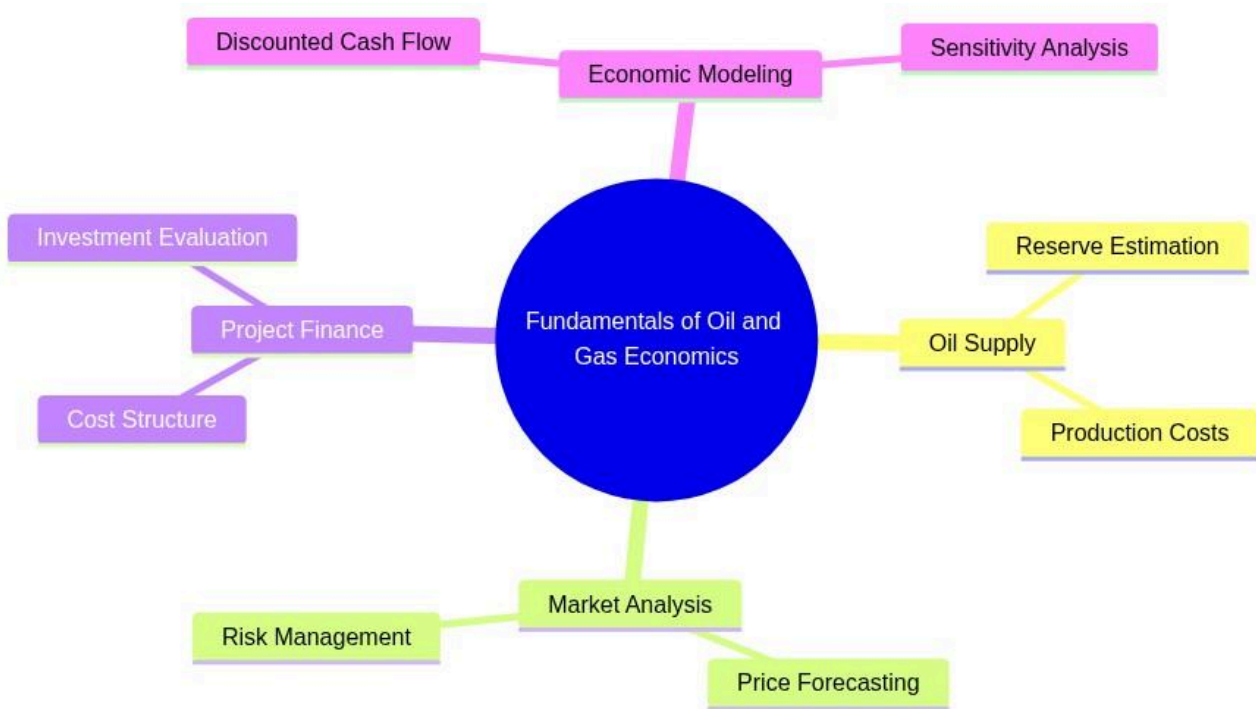 Discounted Cash Flow
Sensitivity Analysis
Economic Modeling
Investment Evaluation
Reserve Estimation
Project Finance
Fundamentals of Oil and
Gas Economics
Oil Supply
Cost Structure
Production Costs
Market Analysis
Risk Management
Price Forecasting